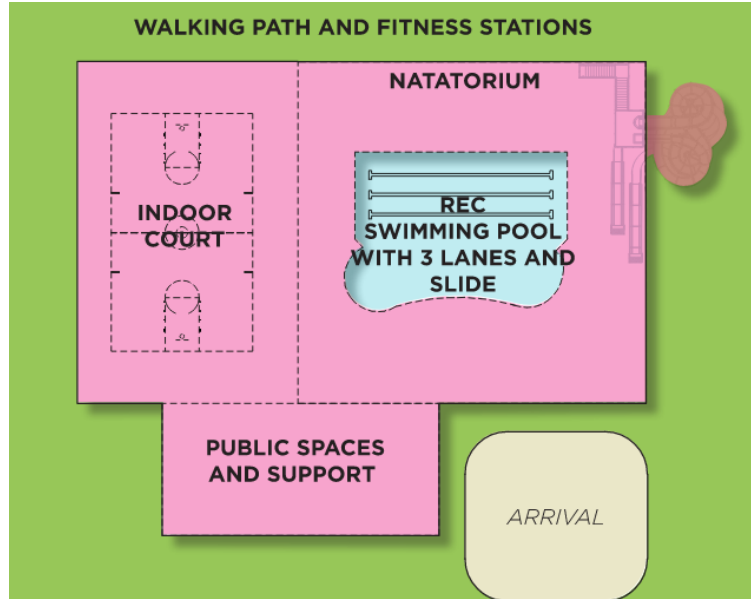 WALKING PATH AND FITNESS STATIONS
NATATORIUM
INDOOR
COURT
REC
SWIMMING POOL
WITH 3 LANES AND
SLIDE
PUBLIC SPACES
AND SUPPORT
ARRIVAL